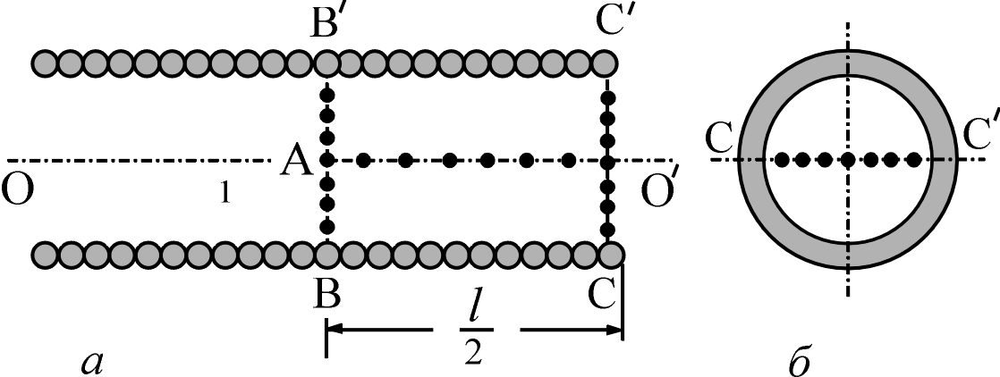 B′ C′
A C C′
O 1 O′
B C
l/2
а б